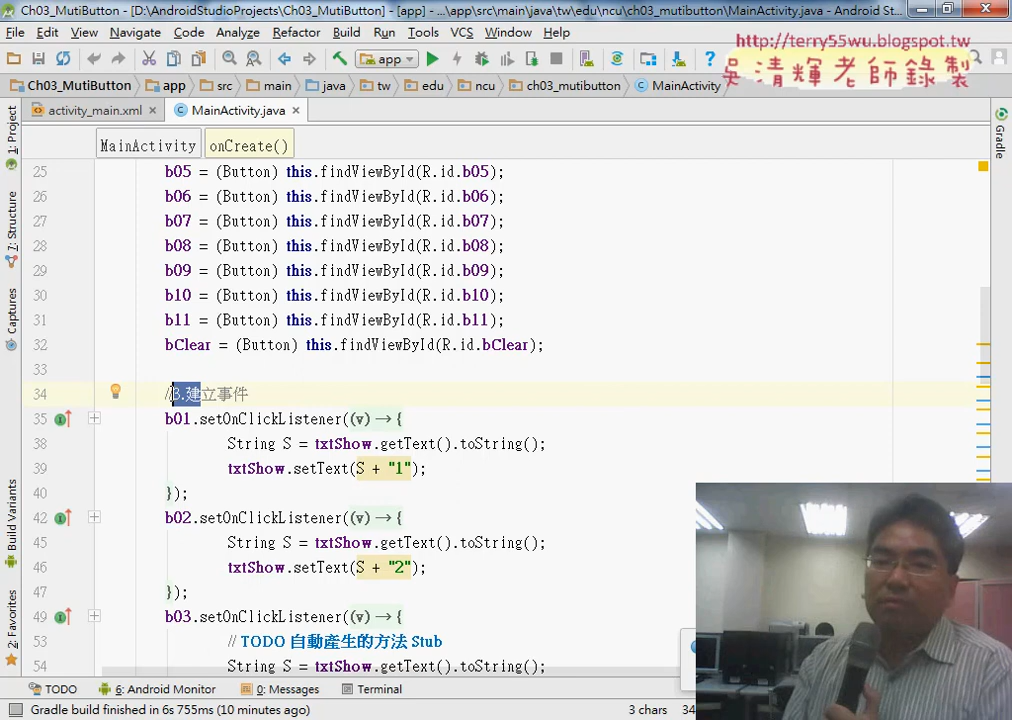 Ch03_MutiButton - [D:\AndroidStudioProjects\Ch03_MutiButton] - [app] - ...\app\src\main\java\tw\edu\ncu\ch03_mutibutton\MainActivity.java - Android St...
File Edit View Navigate Code Analyze Refactor Build Run Tools VCS Window Help
http://terry55wu.blogspot.tw
app
吳清輝老師錄製
Ch03_MutiButton app src main java tw edu ncu ch03_mutibutton MainActivity
activity_main.xml MainActivity.java
MainActivity onCreate()
1: Project
7: Structure
Captures
Build Variants
2: Favorites
Gradle
25 b05 = (Button) this.findViewById(R.id.b05);
26 b06 = (Button) this.findViewById(R.id.b06);
27 b07 = (Button) this.findViewById(R.id.b07);
28 b08 = (Button) this.findViewById(R.id.b08);
29 b09 = (Button) this.findViewById(R.id.b09);
30 b10 = (Button) this.findViewById(R.id.b10);
31 b11 = (Button) this.findViewById(R.id.b11);
32 bClear = (Button) this.findViewById(R.id.bClear);
33
34 //3.建立事件
35 b01.setOnClickListener((v) → {
38 String S = txtShow.getText().toString();
39 txtShow.setText(S + "1");
40 });
42 b02.setOnClickListener((v) → {
45 String S = txtShow.getText().toString();
46 txtShow.setText(S + "2");
47 });
49 b03.setOnClickListener((v) → {
53 // TODO 自動產生的方法 Stub
54 String S = txtShow.getText().toString();
TODO 6: Android Monitor 0: Messages Terminal
Gradle build finished in 6s 755ms (10 minutes ago) 3 chars 34